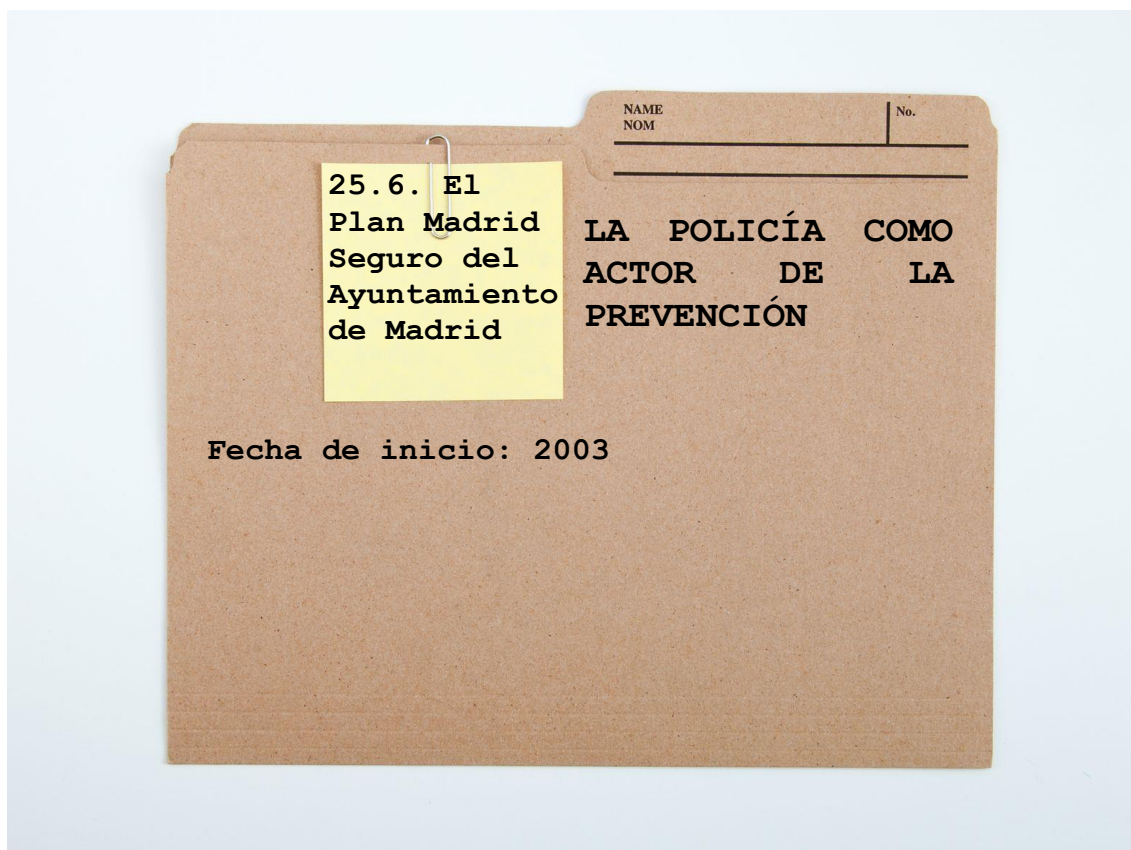 NAME
NOM
No.
25.6. El
Plan Madrid
Seguro del
Ayuntamiento
de Madrid
LA POLICÍA COMO
ACTOR DE LA
PREVENCIÓN
Fecha de inicio: 2003